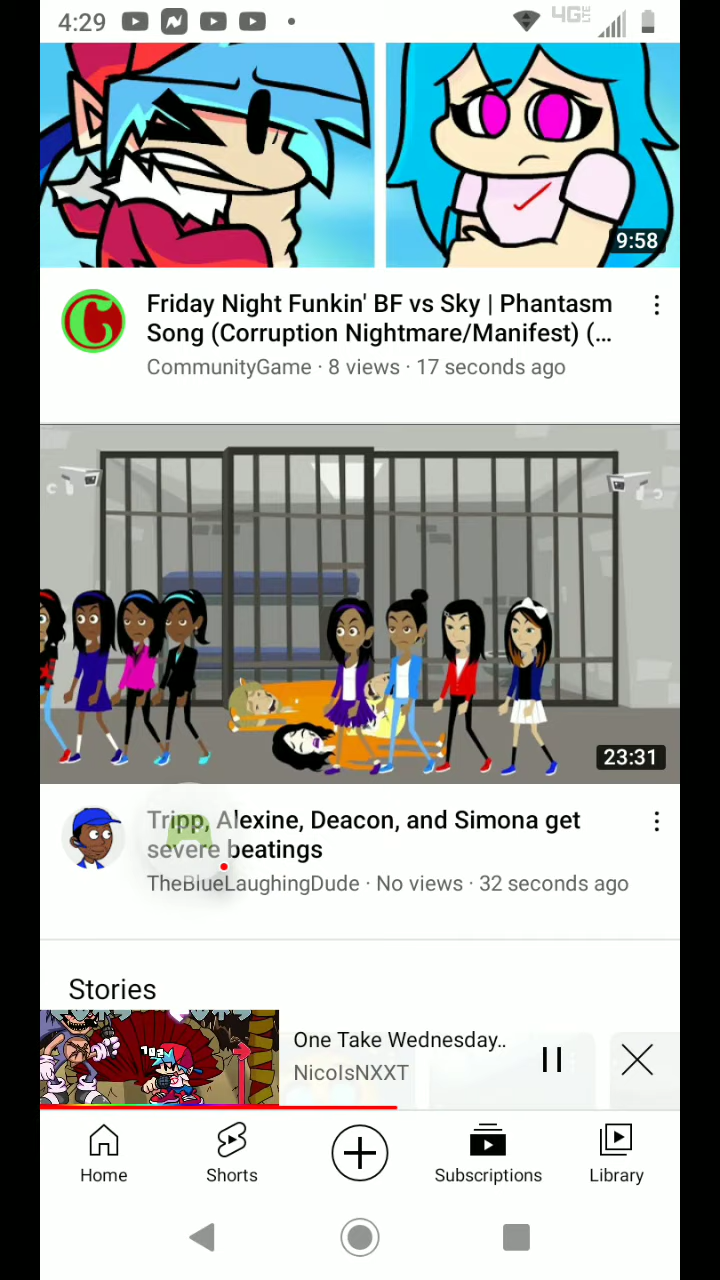 4:29
4GLTE
9:58
Friday Night Funkin' BF vs Sky | Phantasm
Song (Corruption Nightmare/Manifest) (...
CommunityGame · 8 views · 17 seconds ago
23:31
Tripp, Alexine, Deacon, and Simona get
severe beatings
TheBlueLaughingDude · No views · 32 seconds ago
Stories
One Take Wednesday..
NicolsNXXT
Home
Shorts
Subscriptions
Library